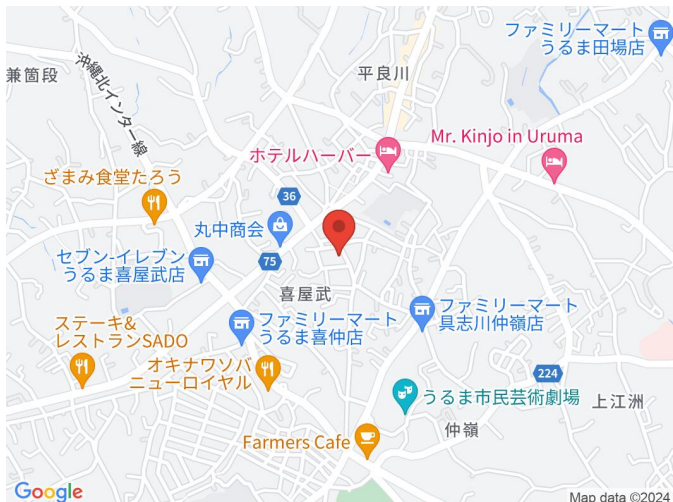 ファミリーマート
うるま田場店
兼箇段
平良川
沖縄北インター線
Mr. Kinjo in Uruma
ホテルハーバー
ざまみ食堂たろう
36
丸中商会
セブン-イレブン
うるま喜屋武店
75
喜屋武
ファミリーマート
具志川仲嶺店
ステーキ&
レストランSADO
ファミリーマート
うるま喜仲店
オキナワソバ
ニューロイヤル
224
うるま市民芸術劇場
上江洲
仲嶺
Farmers Cafe
Google
Map data ©2024